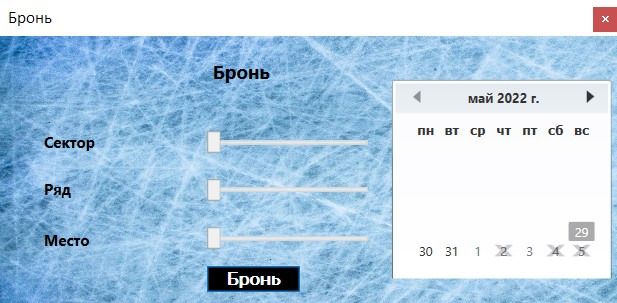 Бронь
Бронь
Сектор
Ряд
Место
Бронь
май 2022 г.
пн вт ср чт пт сб вс
29
30 31 1 2 3 4 5